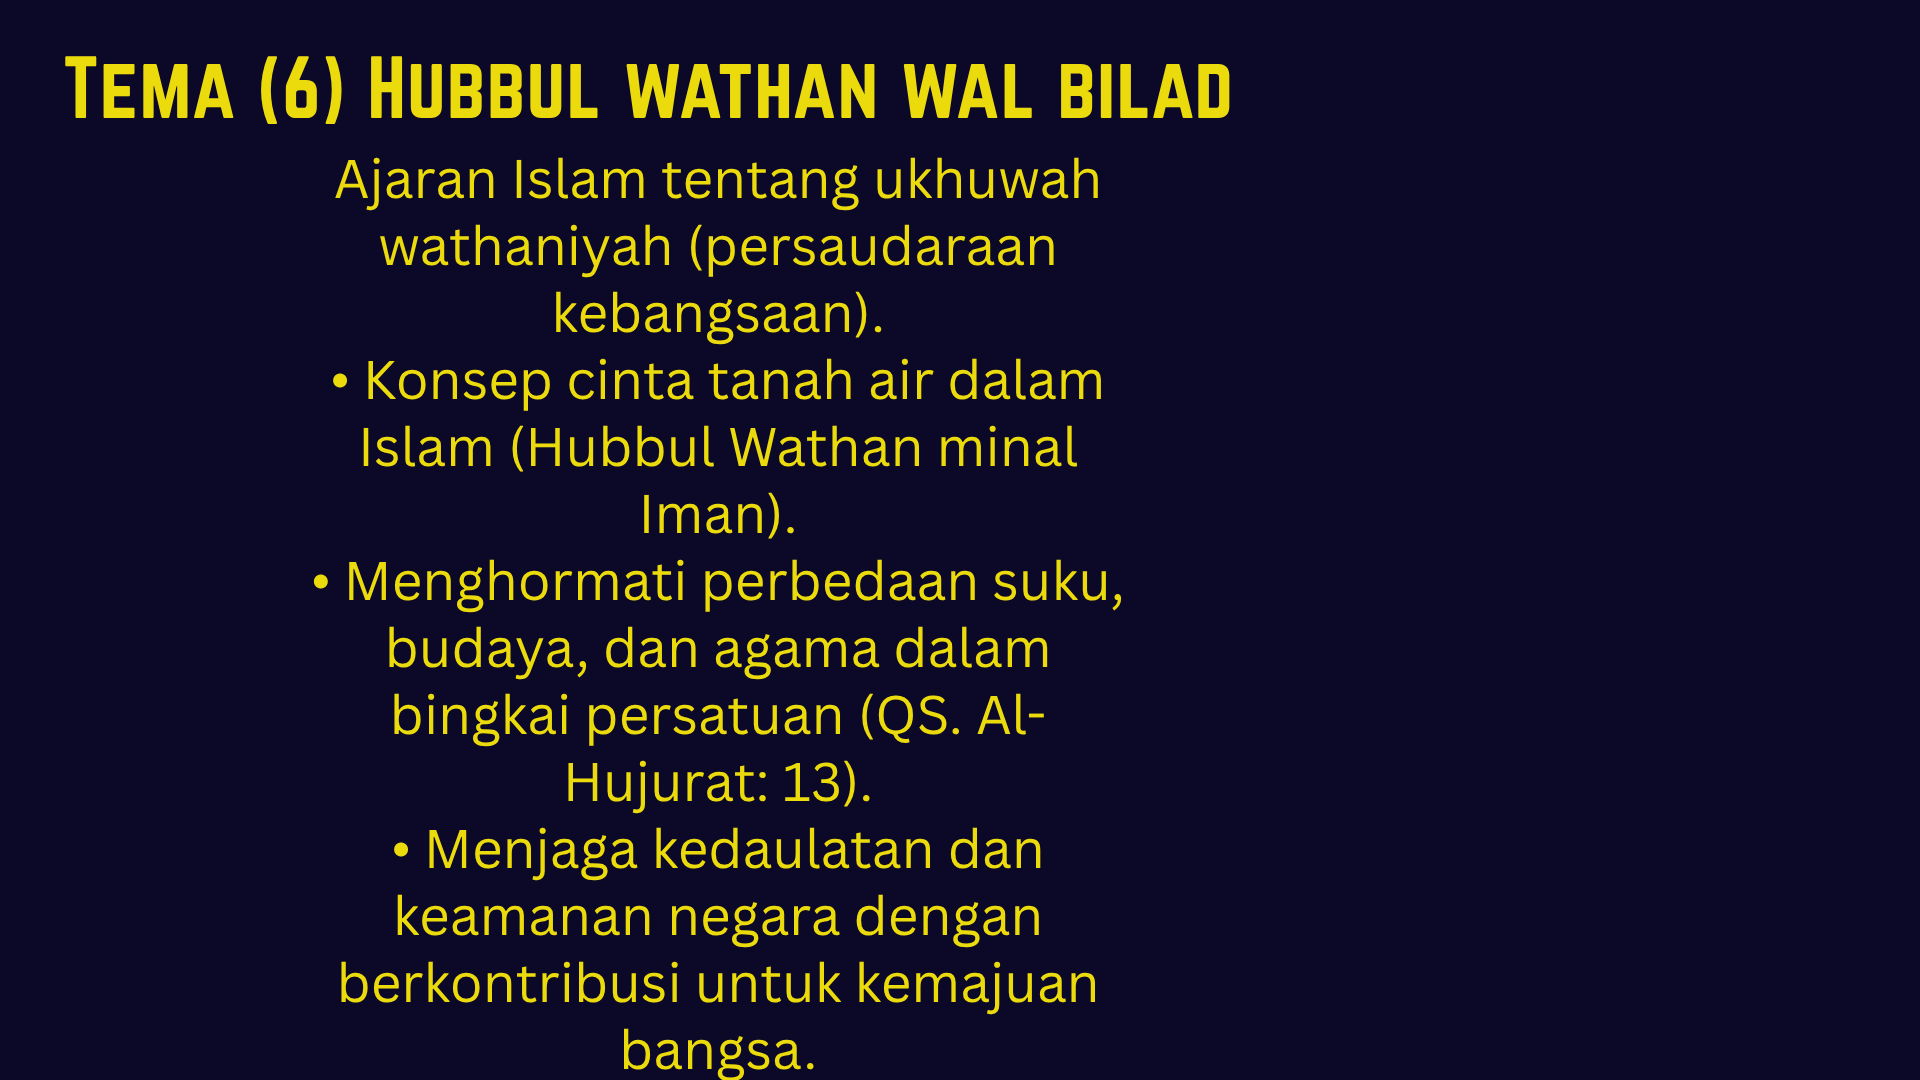 Tema (6) Hubbul wathan wal bilad
Ajaran Islam tentang ukhuwah
wathaniyah (persaudaraan
kebangsaan).
• Konsep cinta tanah air dalam
Islam (Hubbul Wathan minal
Iman).
• Menghormati perbedaan suku,
budaya, dan agama dalam
bingkai persatuan (QS. Al-
Hujurat: 13).
• Menjaga kedaulatan dan
keamanan negara dengan
berkontribusi untuk kemajuan
bangsa.